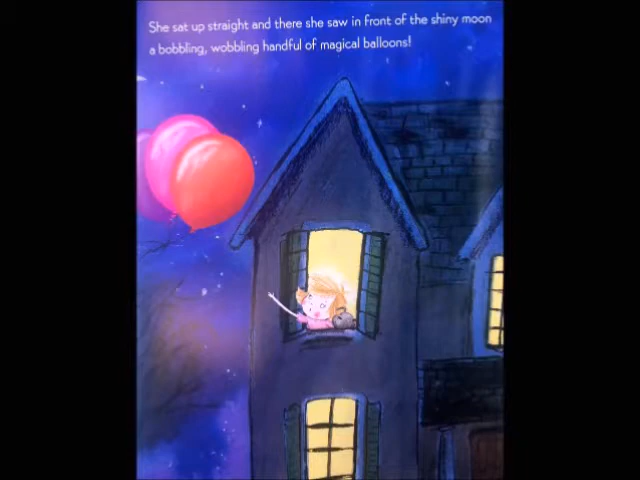 She sat up straight and there she saw in front of the shiny moon
a bobbling, wobbling handful of magical balloons!